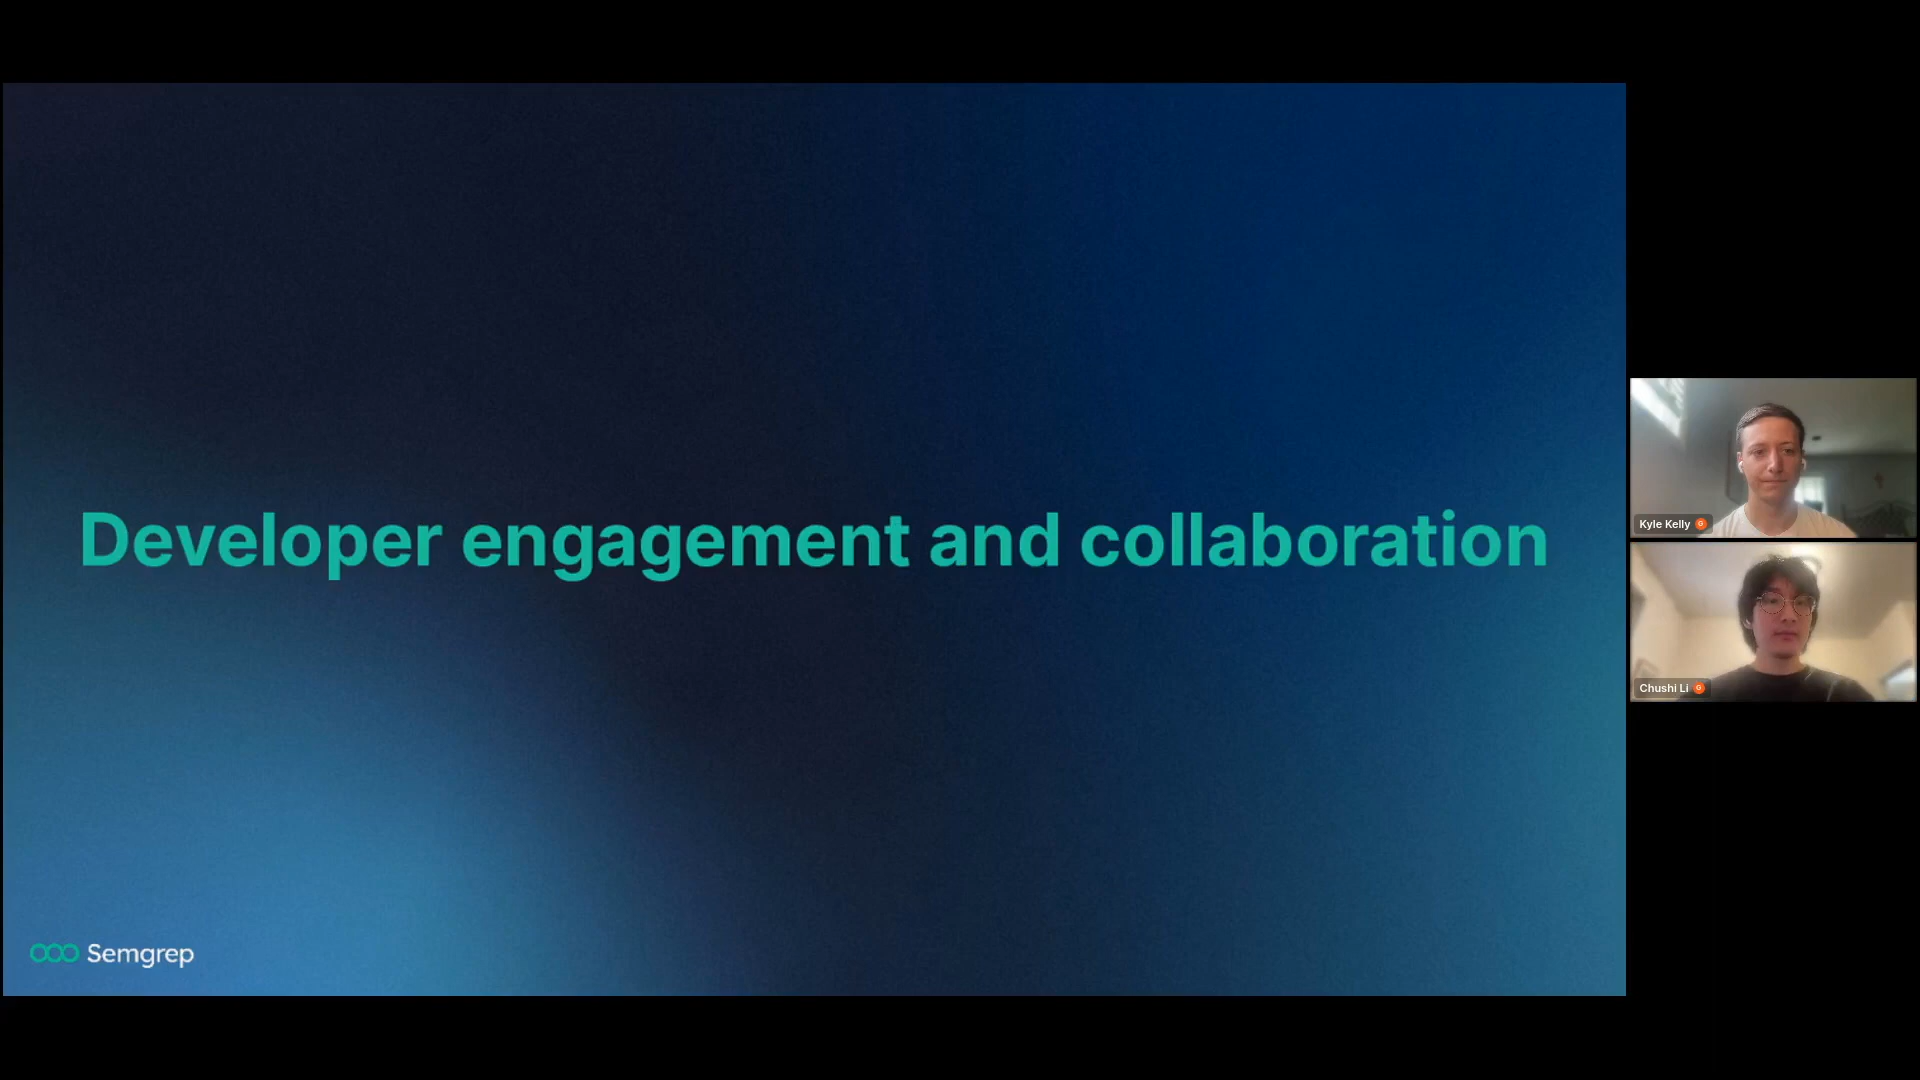 Developer engagement and collaboration
Semgrep
Kyle Kelly
Chushi Li